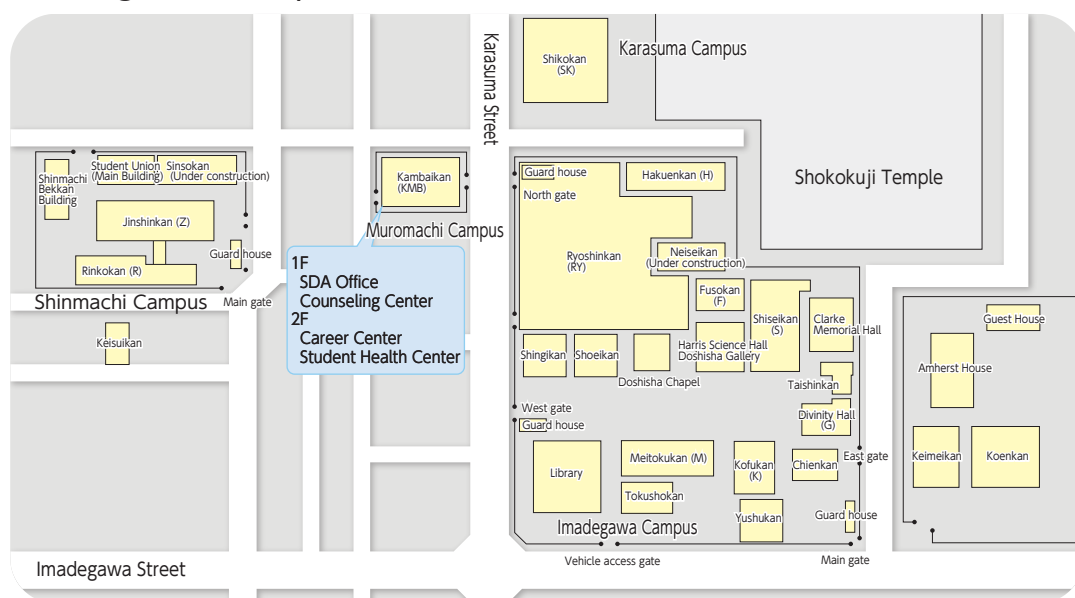 Karasuma Street
Shikokan
(SK)
Karasuma Campus
Shokokuji Temple
Shinmachi
Bekkan
Building
Student Union
(Main Building)
Sinsokan
(Under construction)
Jinshinkan (Z)
Rinkokan (R)
Guard house
Main gate
Shinmachi Campus
Keisuikan
Kambaikan
(KMB)
Muromachi Campus
1F
SDA Office
Counseling Center
2F
Career Center
Student Health Center
Guard house
North gate
Hakuenkan (H)
Ryoshinkan
(RY)
Neiseikan
(Under construction)
Fusokan
(F)
Shiseikan
(S)
Clarke
Memorial Hall
Harris Science Hall
Doshisha Gallery
Shingikan
Shoeikan
Doshisha Chapel
Taishinkan
Divinity Hall
(G)
West gate
Guard house
Library
Meitokukan (M)
Tokushokan
Kofukan
(K)
Chienkan
East gate
Yushukan
Guard house
Imadegawa Campus
Vehicle access gate
Main gate
Guest House
Amherst House
Keimeikan
Koenkan
Imadegawa Street